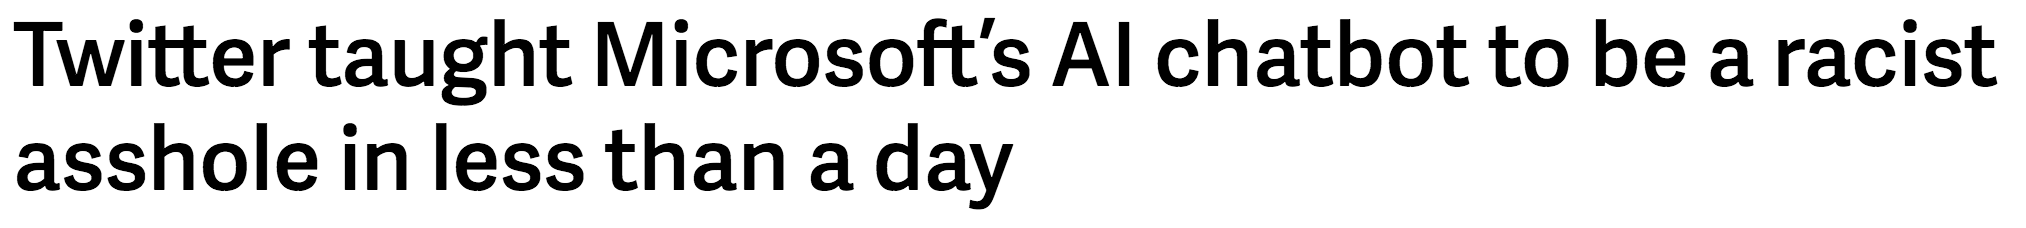 Twitter taught Microsoft’s AI chatbot to be a racist
asshole in less than a day